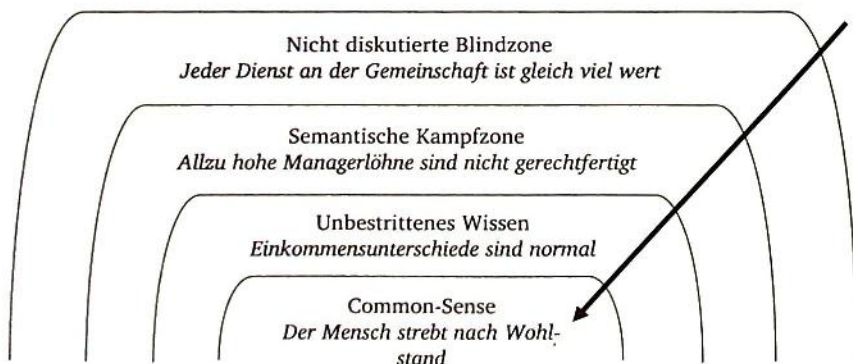 Nicht diskutierte Blindzone
Jeder Dienst an der Gemeinschaft ist gleich viel wert
Semantische Kampfzone
Allzu hohe Managerlöhne sind nicht gerechtfertigt
Unbestrittenes Wissen
Einkommensunterschiede sind normal
Common-Sense
Der Mensch strebt nach Wohl-
stand